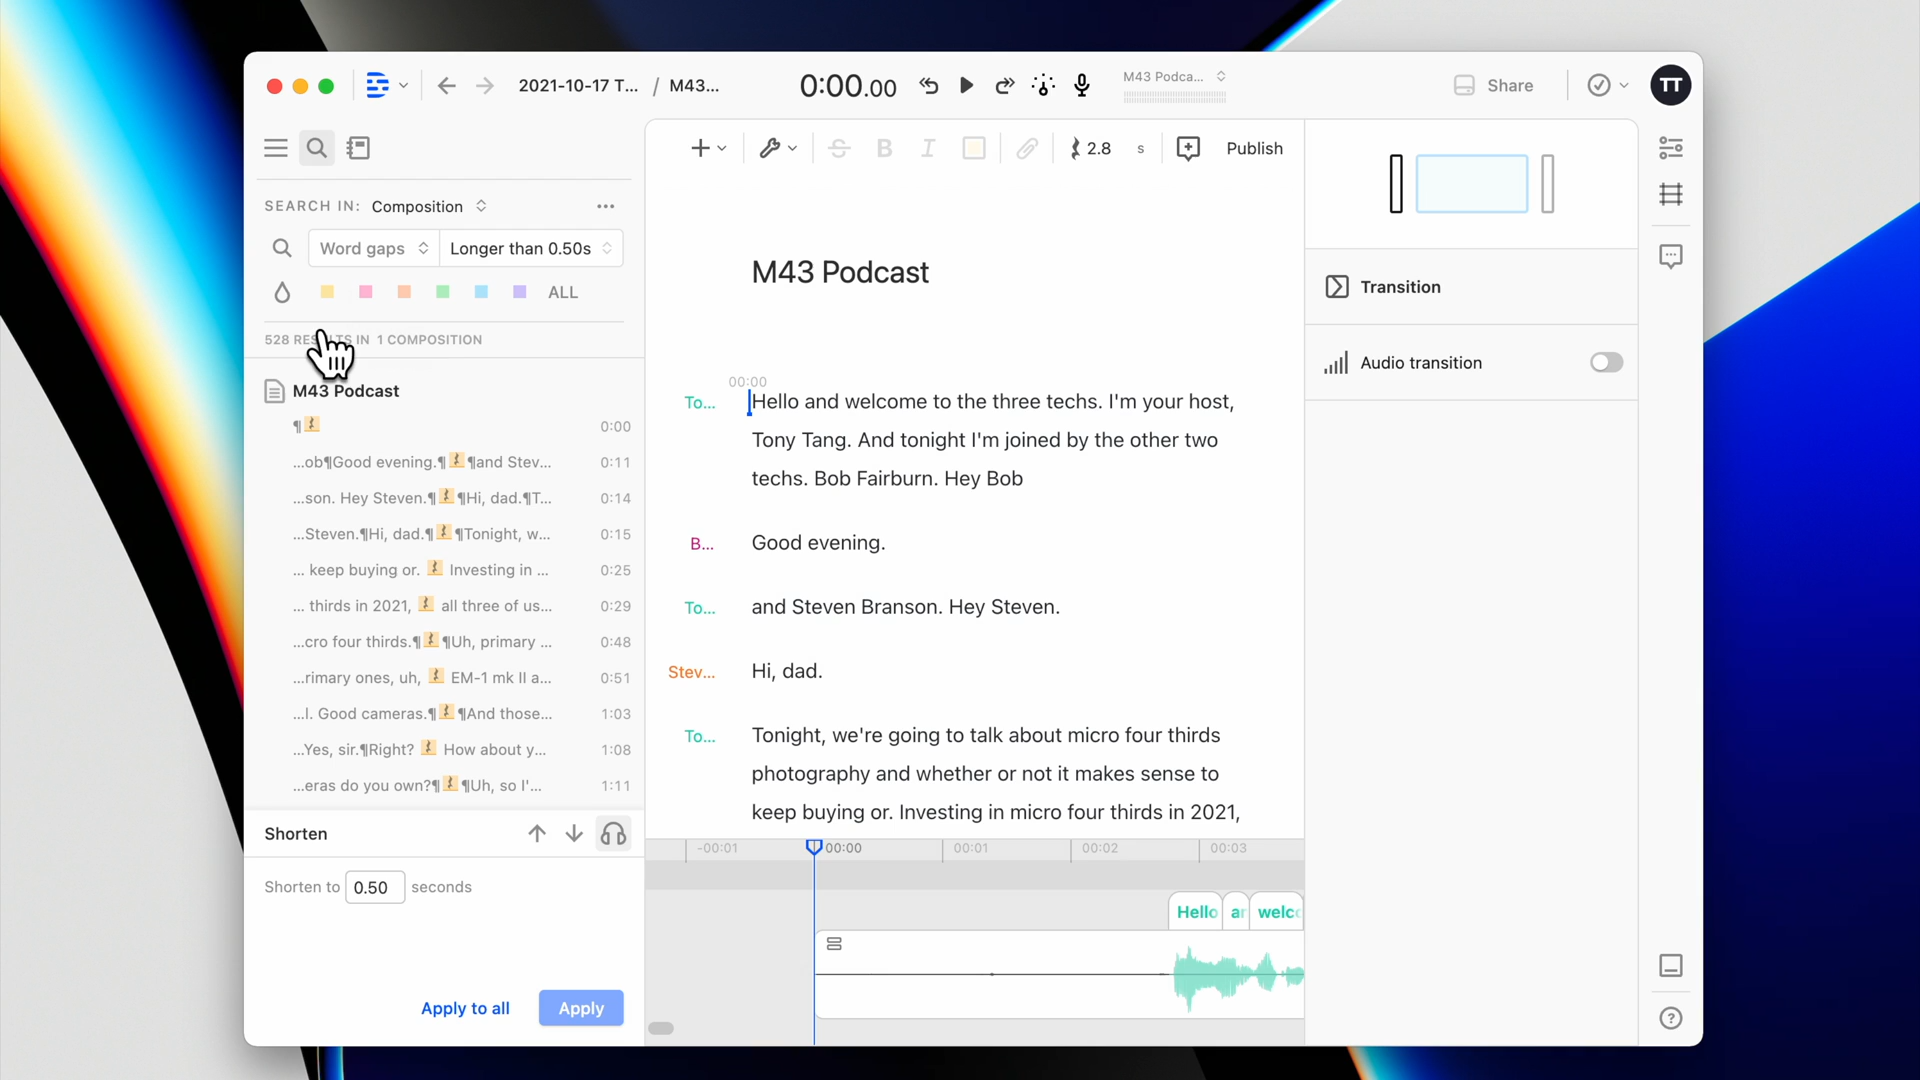 2021-10-17 T... / M43...
0:00.00
M43 Podca...
Share
TT
SEARCH IN: Composition
Word gaps
Longer than 0.50s
ALL
528 RESULTS IN 1 COMPOSITION
M43 Podcast
¶ 0:00
...ob¶Good evening.¶ ¶and Stev... 0:11
...son. Hey Steven.¶ ¶Hi, dad.¶T... 0:14
...Steven.¶Hi, dad.¶ ¶Tonight, w... 0:15
... keep buying or. Investing in ... 0:25
... thirds in 2021, all three of us... 0:29
...cro four thirds.¶ ¶Uh, primary ... 0:48
...rimary ones, uh, EM-1 mk II a... 0:51
...l. Good cameras.¶ ¶And those... 1:03
...Yes, sir.¶Right? How about y... 1:08
...eras do you own?¶ ¶Uh, so I'... 1:11
Shorten
Shorten to 0.50 seconds
Apply to all
Apply
B I 2.8 s Publish
M43 Podcast
00:00
To... Hello and welcome to the three techs. I'm your host,
Tony Tang. And tonight I'm joined by the other two
techs. Bob Fairburn. Hey Bob
B... Good evening.
To... and Steven Branson. Hey Steven.
Stev... Hi, dad.
To... Tonight, we're going to talk about micro four thirds
photography and whether or not it makes sense to
keep buying or. Investing in micro four thirds in 2021,
-00:01 00:00 00:01 00:02 00:03
Hello ar welc
Transition
Audio transition
?